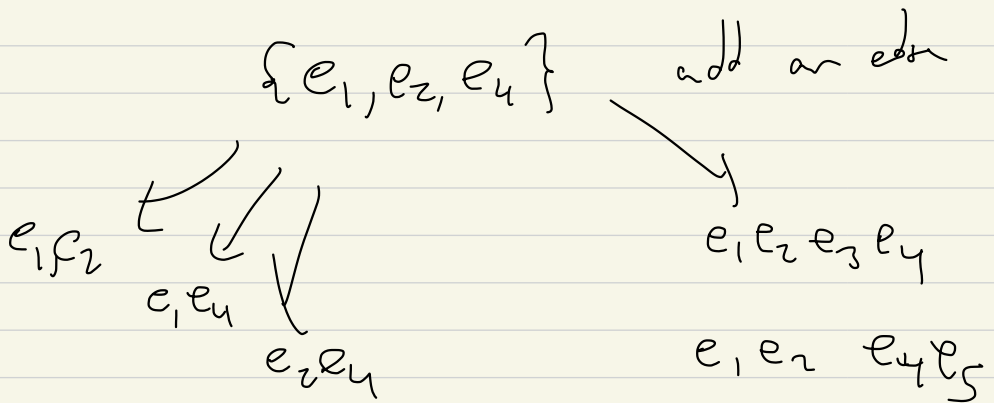 {e₁, e₂, e₄} add an edge
e₁e₂
e₁e₄
e₂e₄
e₁e₂e₃e₄
e₁e₂ e₄e₅